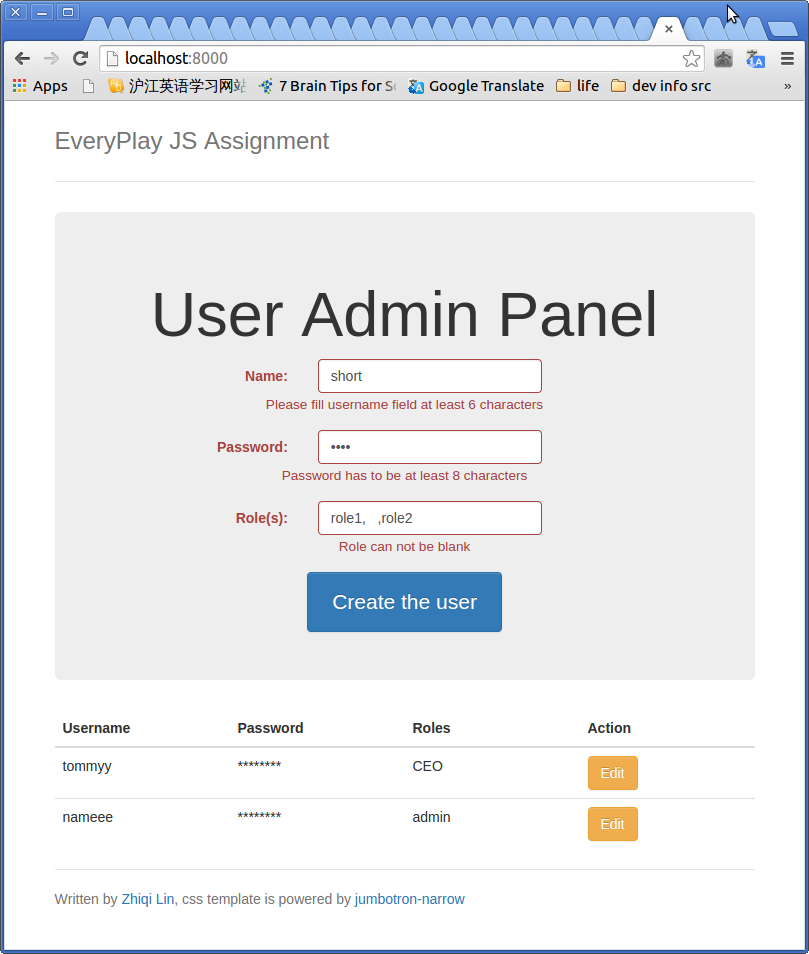 localhost:8000
Apps 沪江英语学习网站 7 Brain Tips for Sc Google Translate life dev info src »
EveryPlay JS Assignment
User Admin Panel
Name: short
Please fill username field at least 6 characters
Password: ••••
Password has to be at least 8 characters
Role(s): role1,   ,role2
Role can not be blank
Create the user
Username Password Roles Action
tommyy ******** CEO Edit
nameee ******** admin Edit
Written by Zhiqi Lin, css template is powered by jumbotron-narrow